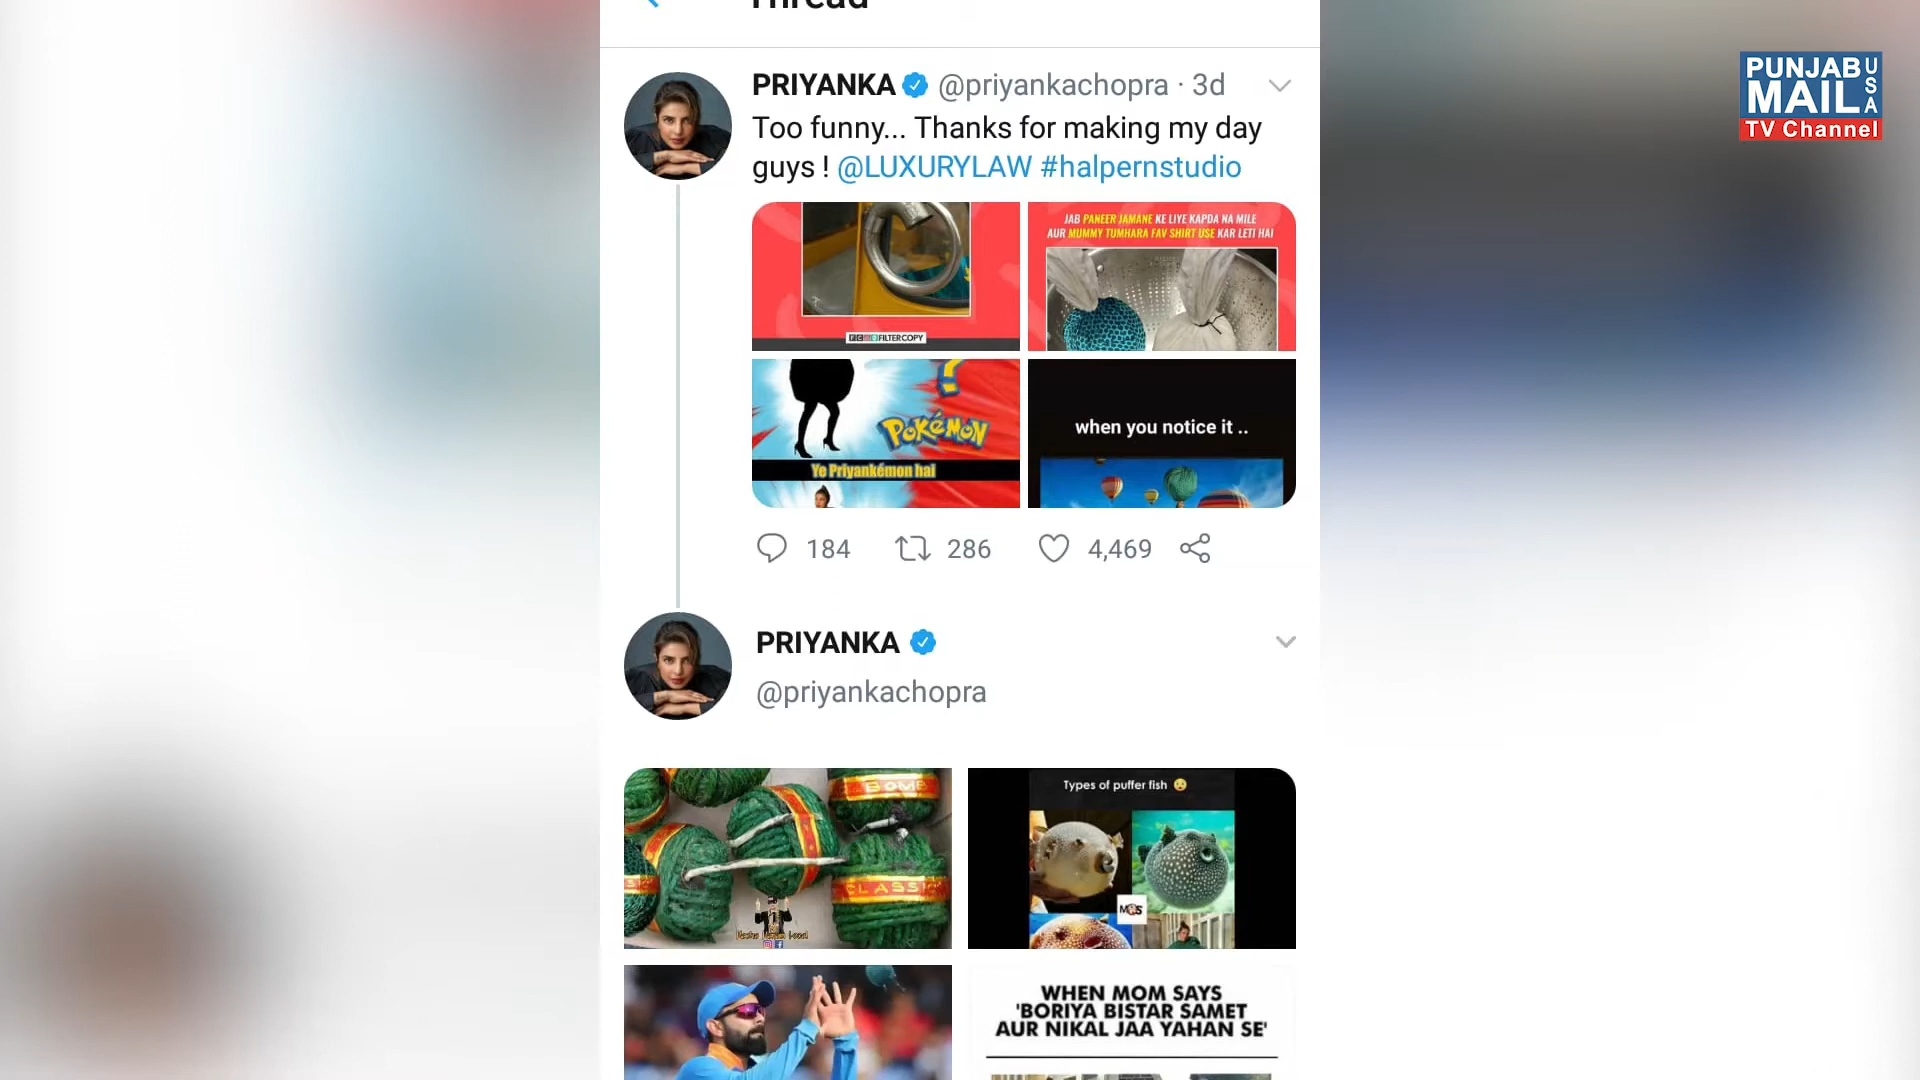 Thread
PUNJAB USA
MAIL
TV Channel
PRIYANKA @priyankachopra · 3d
Too funny... Thanks for making my day
guys ! @LUXURYLAW #halpernstudio
JAB PANEER JAMANE KE LIYE KAPDA NA MILE
AUR MUMMY TUMHARA FAV SHIRT USE KAR LETI HAI
FILTERCOPY
?
POKéMON
Ye Priyankémon hai
when you notice it ..
184 286 4,469
PRIYANKA
@priyankachopra
BOMB
CLASSIC
Types of puffer fish 😢
WHEN MOM SAYS
'BORIYA BISTAR SAMET
AUR NIKAL JAA YAHAN SE'